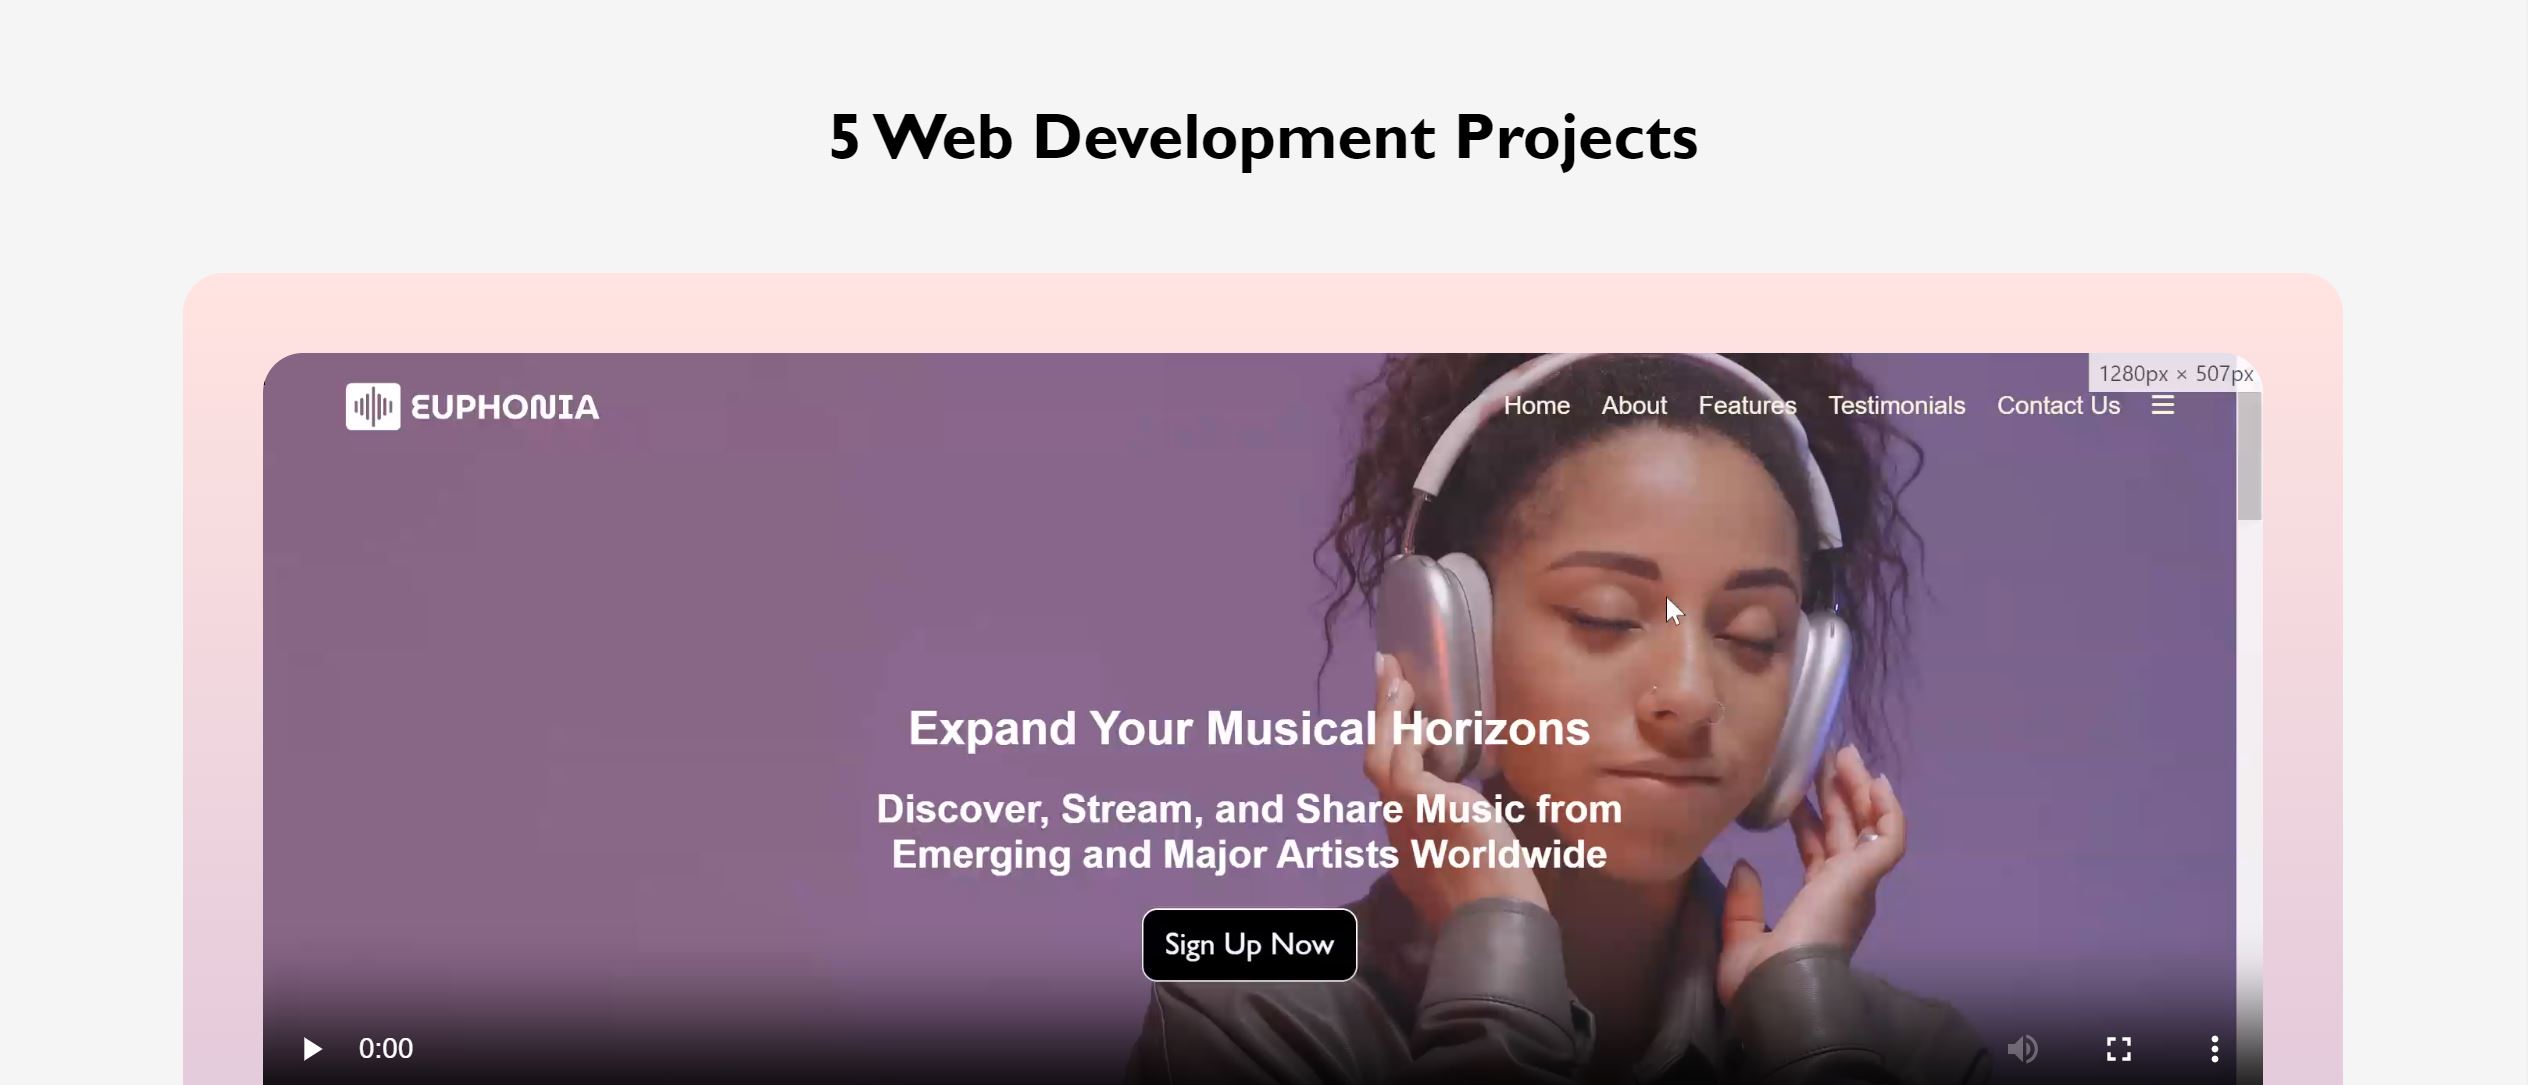 5 Web Development Projects
1280px × 507px
EUPHONIA
Home About Features Testimonials Contact Us
Expand Your Musical Horizons
Discover, Stream, and Share Music from
Emerging and Major Artists Worldwide
Sign Up Now
0:00